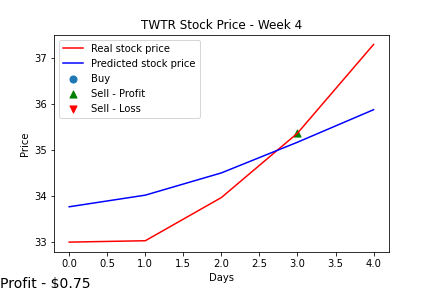 TWTR Stock Price - Week 4
Real stock price
Predicted stock price
Buy
Sell - Profit
Sell - Loss
37
36
35
34
33
Price
0.0 0.5 1.0 1.5 2.0 2.5 3.0 3.5 4.0
Days
Profit - $0.75